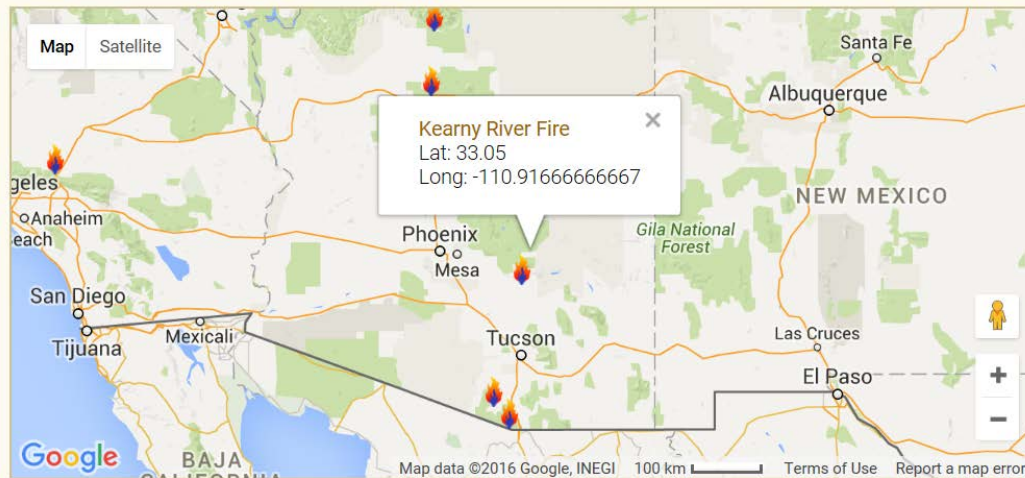 Map
Satellite
Santa Fe
Albuquerque
Kearny River Fire
Lat: 33.05
Long: -110.91666666667
geles
Anaheim
each
NEW MEXICO
Phoenix
Mesa
Gila National
Forest
San Diego
Tijuana
Mexicali
Tucson
Las Cruces
El Paso
Google
BAJA
CALIFORNIA
Map data ©2016 Google, INEGI
100 km
Terms of Use
Report a map error